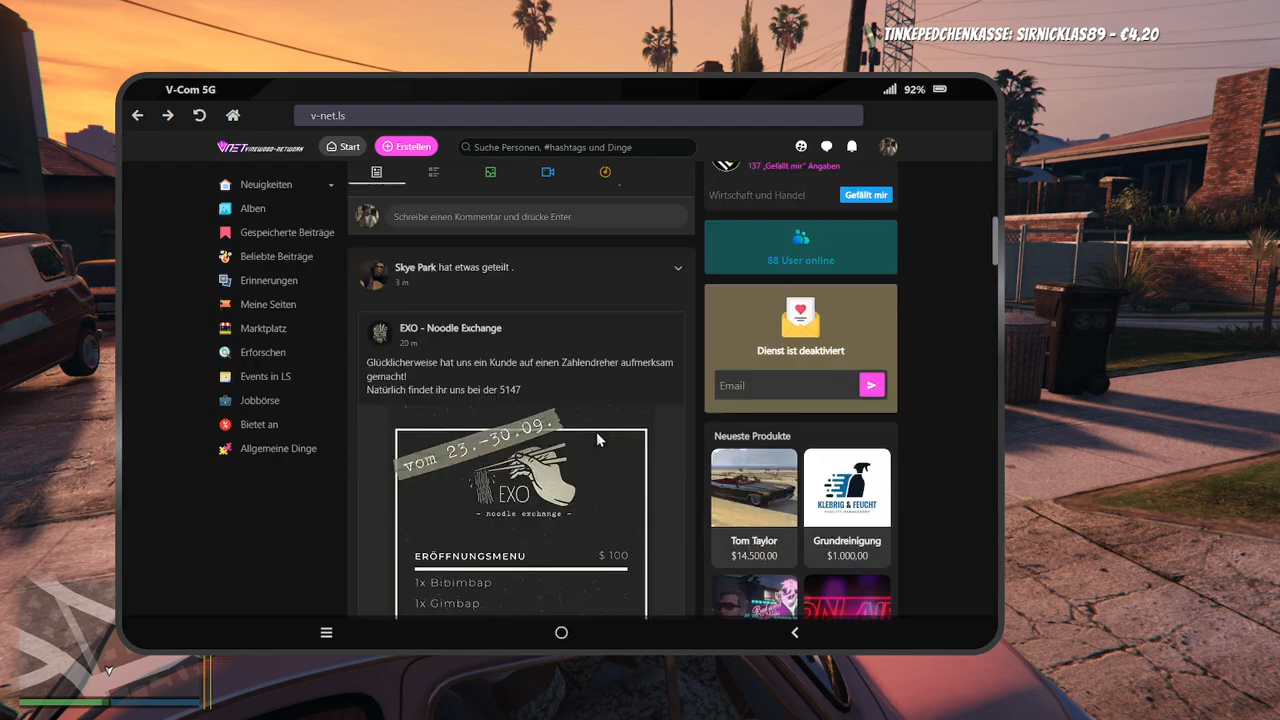 TINKEPEDCHENKASSE: SIRNICKLAS89 - €4.20
V-Com 5G
92%
v-net.ls
VNET VINEWOOD-NETWORK
Start
Erstellen
Suche Personen, #hashtags und Dinge
Neuigkeiten
Alben
Gespeicherte Beiträge
Beliebte Beiträge
Erinnerungen
Meine Seiten
Marktplatz
Erforschen
Events in LS
Jobbörse
Bietet an
Allgemeine Dinge
Schreibe einen Kommentar und drücke Enter
Skye Park hat etwas geteilt .
3 m
EXO - Noodle Exchange
20 m
Glücklicherweise hat uns ein Kunde auf einen Zahlendreher aufmerksam
gemacht!
Natürlich findet ihr uns bei der 5147
vom 23.-30.09.
EXO
- noodle exchange -
ERÖFFNUNGSMENU $ 100
1x Bibimbap
1x Gimbap
137 „Gefällt mir" Angaben
Wirtschaft und Handel
Gefällt mir
88 User online
Dienst ist deaktiviert
Email
Neueste Produkte
KLEBRIG & FEUCHT
Tom Taylor
$14.500,00
Grundreinigung
$1.000,00